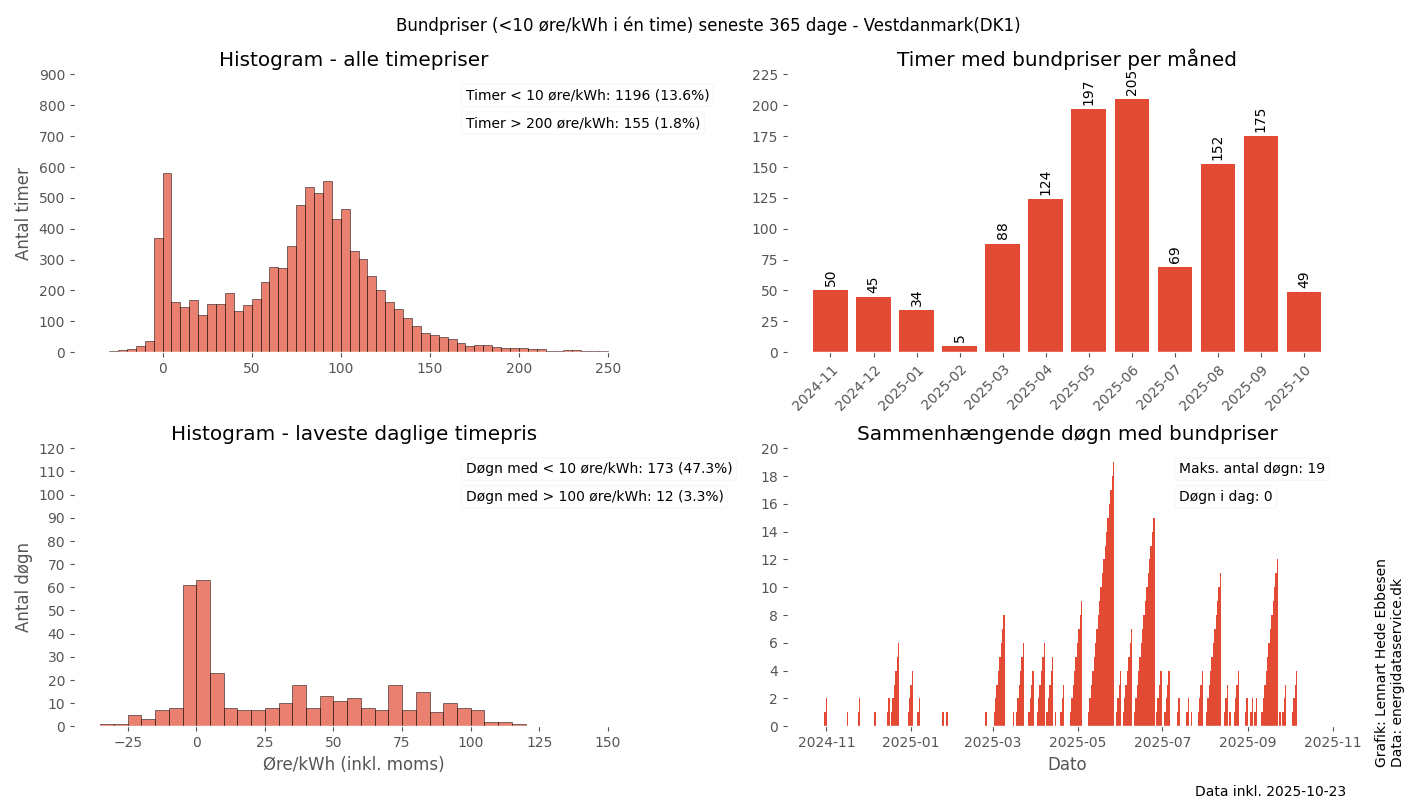 Bundpriser (<10 øre/kWh i én time) seneste 365 dage - Vestdanmark(DK1)
Histogram - alle timepriser
Antal timer
900
800
700
600
500
400
300
200
100
0
Timer < 10 øre/kWh: 1196 (13.6%)
Timer > 200 øre/kWh: 155 (1.8%)
0 50 100 150 200 250
Timer med bundpriser per måned
225
200
175
150
125
100
75
50
25
0
50 45 34 5 88 124 197 205 69 152 175 49
2024-11 2024-12 2025-01 2025-02 2025-03 2025-04 2025-05 2025-06 2025-07 2025-08 2025-09 2025-10
Histogram - laveste daglige timepris
Antal døgn
120
110
100
90
80
70
60
50
40
30
20
10
0
Døgn med < 10 øre/kWh: 173 (47.3%)
Døgn med > 100 øre/kWh: 12 (3.3%)
−25 0 25 50 75 100 125 150
Øre/kWh (inkl. moms)
Sammenhængende døgn med bundpriser
20
18
16
14
12
10
8
6
4
2
0
Maks. antal døgn: 19
Døgn i dag: 0
2024-11 2025-01 2025-03 2025-05 2025-07 2025-09 2025-11
Dato
Grafik: Lennart Hede Ebbesen
Data: energidataservice.dk
Data inkl. 2025-10-23